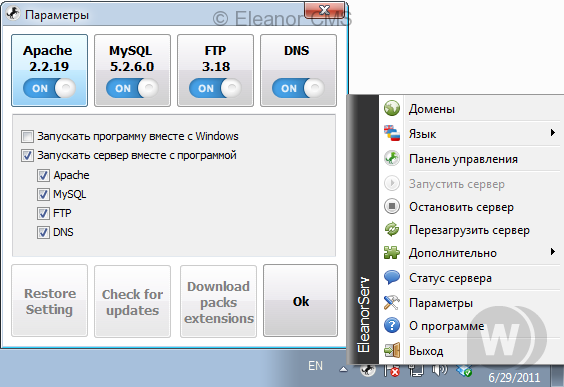 Параметры
© Eleanor CMS
Apache
2.2.19
ON
MySQL
5.2.6.0
ON
FTP
3.18
ON
DNS
ON
Запускать программу вместе с Windows
Запускать сервер вместе с программой
Apache
MySQL
FTP
DNS
Restore
Setting
Check for
updates
Download
packs
extensions
Ok
EleanorServ
Домены
Язык
Панель управления
Запустить сервер
Остановить сервер
Перезагрузить сервер
Дополнительно
Статус сервера
Параметры
О программе
Выход
W
EN
6/29/2011